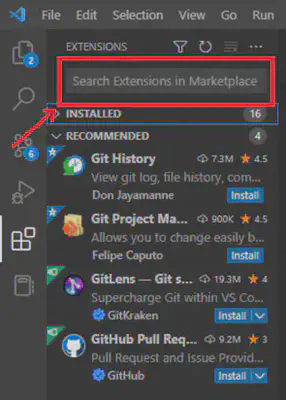 File Edit Selection View Go Run
EXTENSIONS
2
Search Extensions in Marketplace
INSTALLED 16
RECOMMENDED 4
6
Git History 7.3M 4.5
View git log, file history, com...
Don Jayamanne Install
Git Project Ma... 900K 4.5
Allows you to change easily b...
Felipe Caputo Install
GitLens — Git s... 19.3M 4
Supercharge Git within VS Co...
GitKraken Install
GitHub Pull Req... 9.2M 3
Pull Request and Issue Provid...
GitHub Install